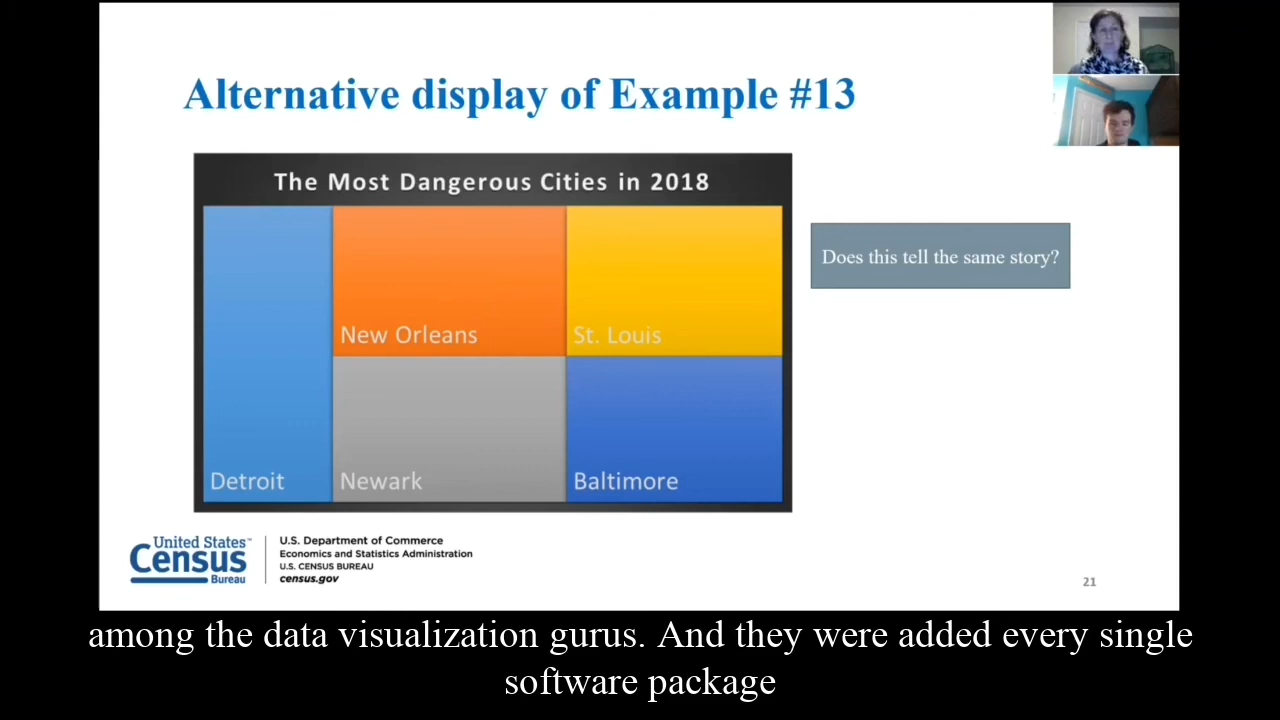 Alternative display of Example #13
The Most Dangerous Cities in 2018
Does this tell the same story?
New Orleans
St. Louis
Detroit
Newark
Baltimore
United States™
Census
Bureau
U.S. Department of Commerce
Economics and Statistics Administration
U.S. CENSUS BUREAU
census.gov
21
among the data visualization gurus. And they were added every single
software package